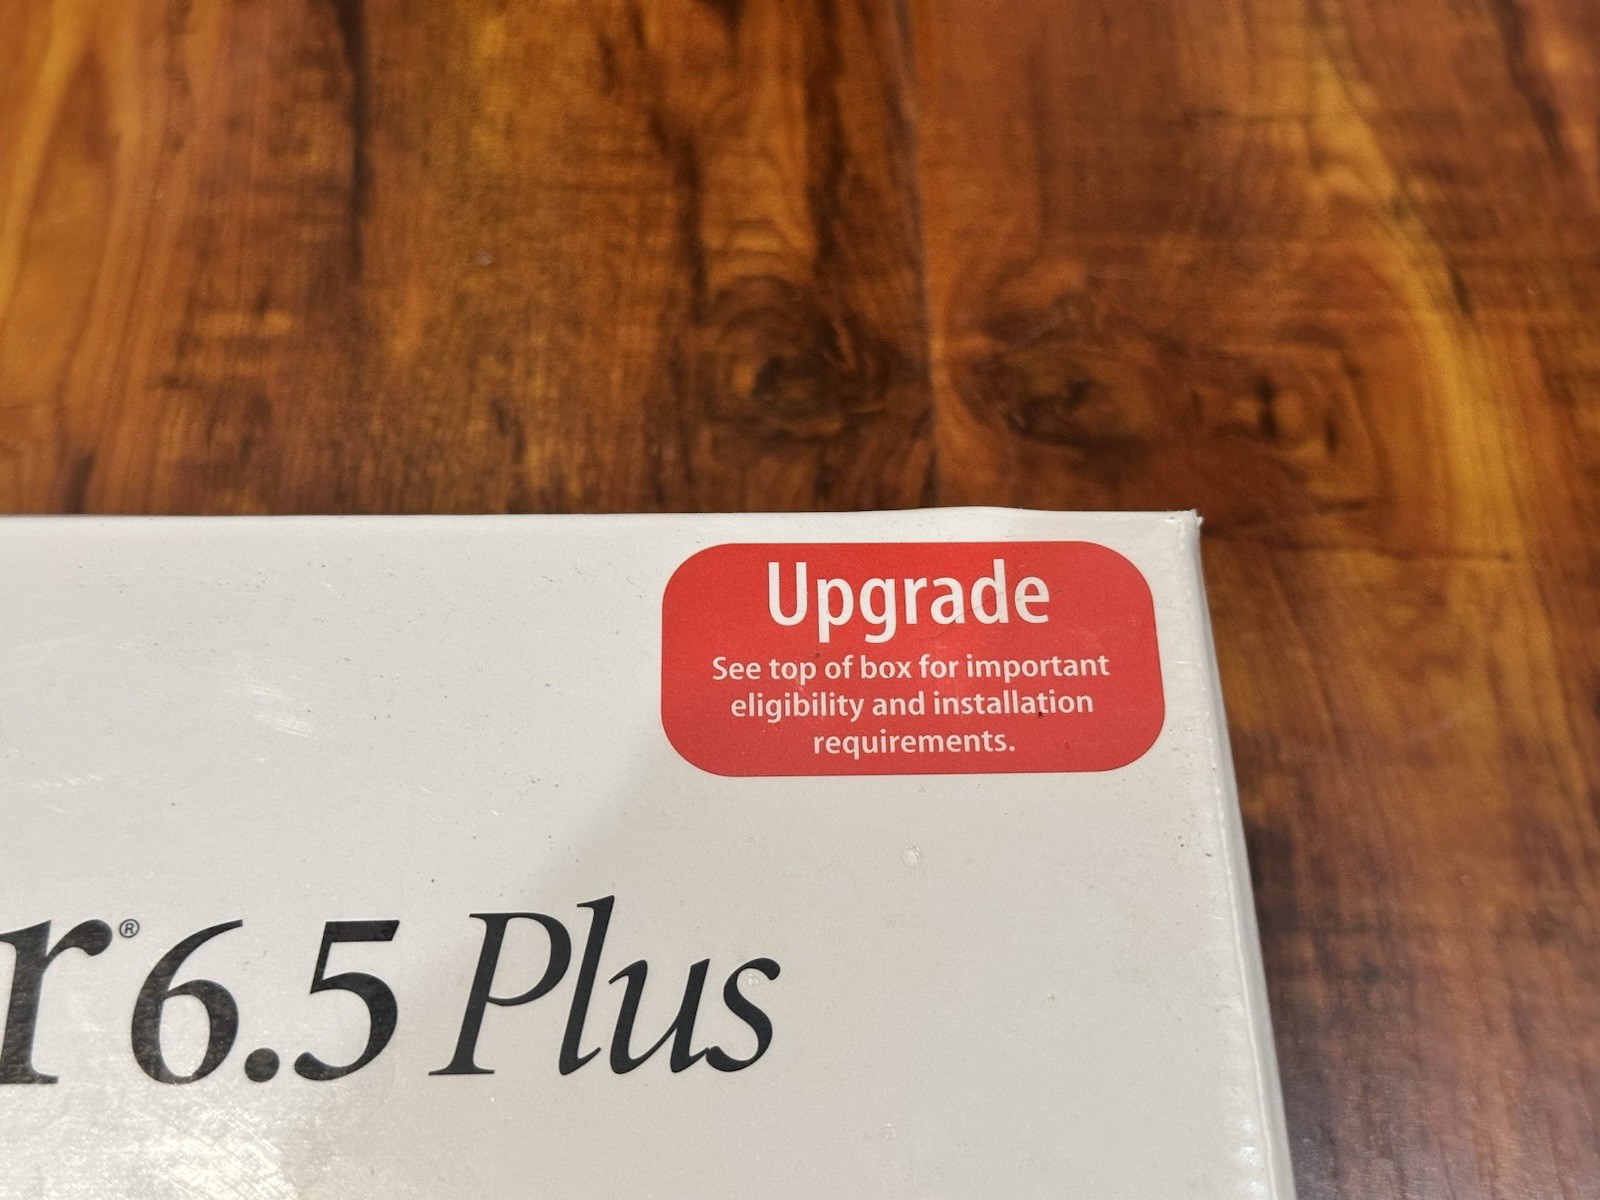 Upgrade
See top of box for important
eligibility and installation
requirements.
r® 6.5 Plus